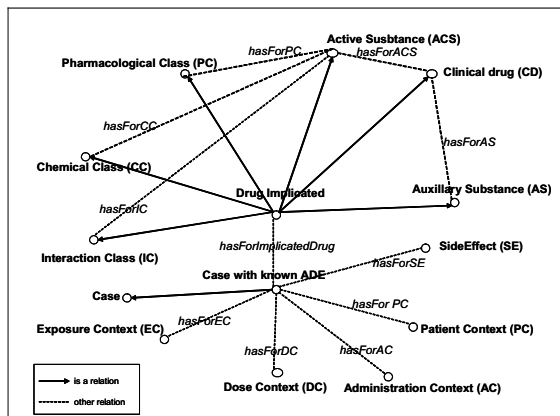 Active Susbtance (ACS)
hasForPC
hasForACS
Pharmacological Class (PC)
Clinical drug (CD)
hasForCC
hasForAS
Chemical Class (CC)
Drug Implicated
Auxillary Substance (AS)
hasForIC
hasForImplicatedDrug
SideEffect (SE)
Interaction Class (IC)
hasForSE
Case with known ADE
Case
hasFor PC
hasForEC
Exposure Context (EC)
Patient Context (PC)
hasForDC
hasForAC
Dose Context (DC)
Administration Context (AC)
is a relation
other relation